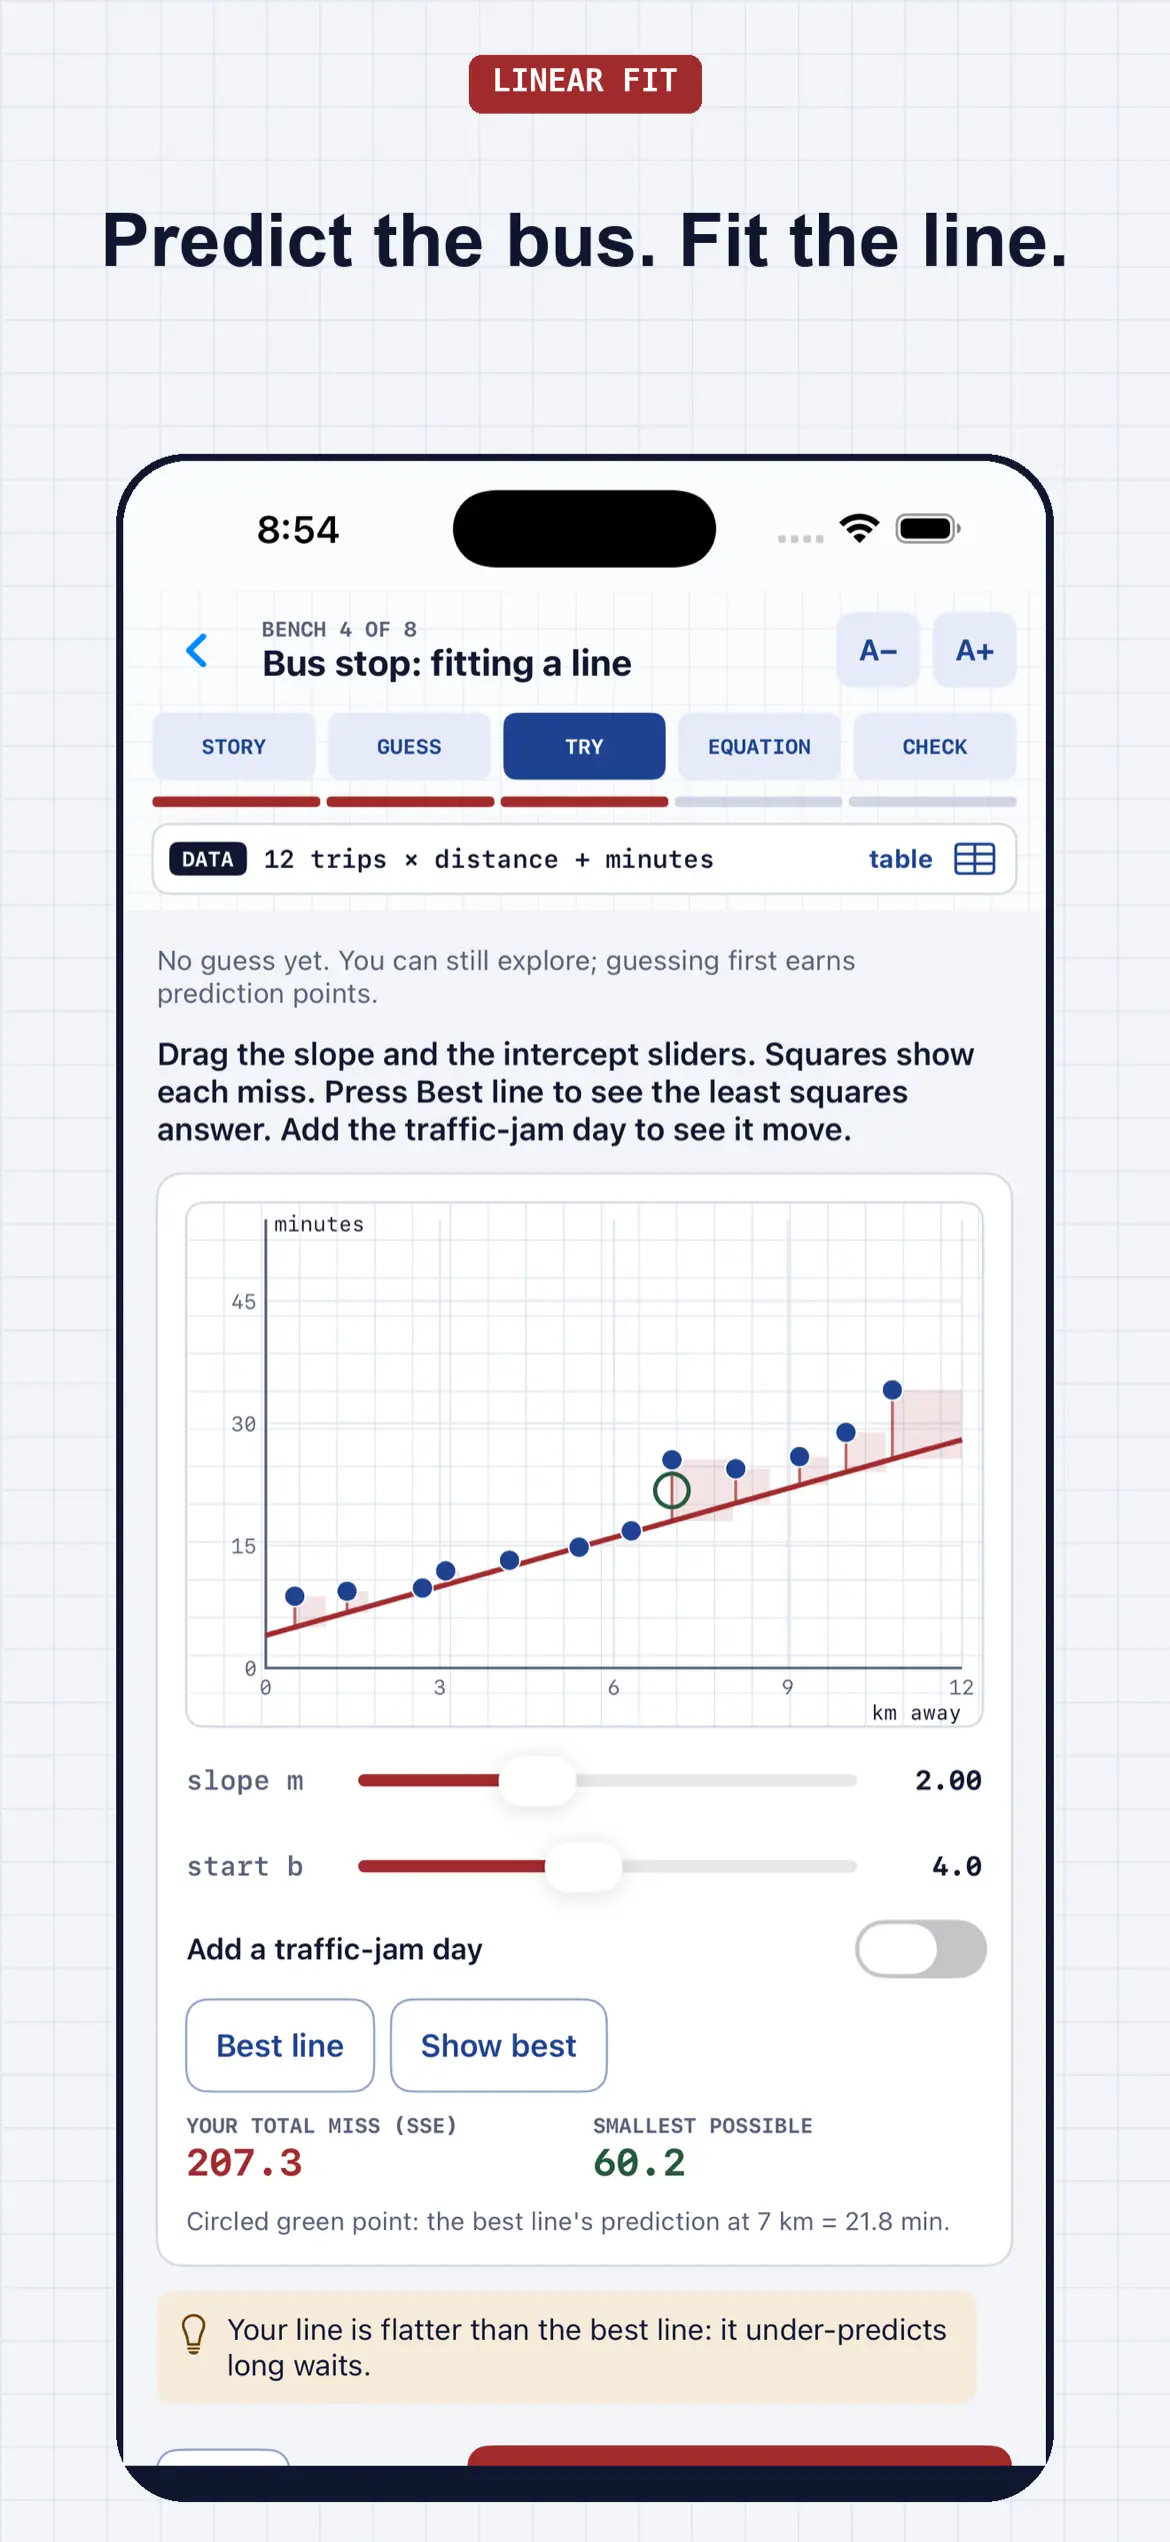 LINEAR FIT
Predict the bus. Fit the line.
8:54
BENCH 4 OF 8
Bus stop: fitting a line
A−
A+
STORY
GUESS
TRY
EQUATION
CHECK
DATA 12 trips × distance + minutes
table
No guess yet. You can still explore; guessing first earns
prediction points.
Drag the slope and the intercept sliders. Squares show
each miss. Press Best line to see the least squares
answer. Add the traffic-jam day to see it move.
minutes
45
30
15
0
0
3
6
9
12
km away
slope m
2.00
start b
4.0
Add a traffic-jam day
Best line
Show best
YOUR TOTAL MISS (SSE)
SMALLEST POSSIBLE
207.3
60.2
Circled green point: the best line's prediction at 7 km = 21.8 min.
Your line is flatter than the best line: it under-predicts
long waits.